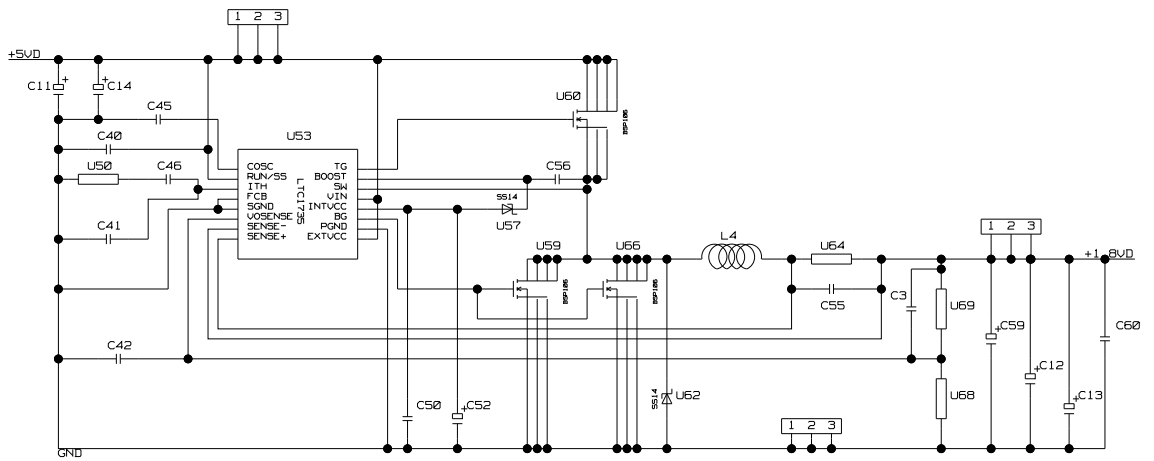 1 2 3
+5VD
C11 + + C14
C45
U60
BSP106
C40
U53
U50 C46
C56
COSC TG
RUN/SS BOOST
ITH SW
FCB VIN
SGND INTVCC
VOSENSE BG
SENSE- PGND
SENSE+ EXTVCC
LTC1735
SS14
U57
C41
1 2 3
L4
U59 U66 U64
+1.8VD
BSP106 BSP106
C55
C3
U69
+ C59
C60
C42
+ C12
SS14 U62
U68
+ C13
C50 + C52
1 2 3
GND